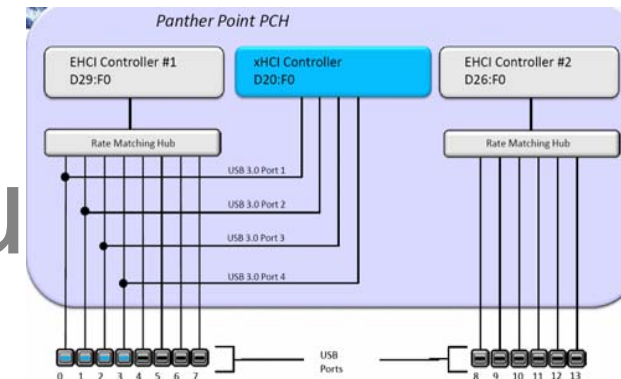 Panther Point PCH
EHCI Controller #1
D29:F0
xHCI Controller
D20:F0
EHCI Controller #2
D26:F0
Rate Matching Hub
Rate Matching Hub
USB 3.0 Port 1
USB 3.0 Port 2
USB 3.0 Port 3
USB 3.0 Port 4
USB
Ports
0 1 2 3 4 5 6 7
8 9 10 11 12 13